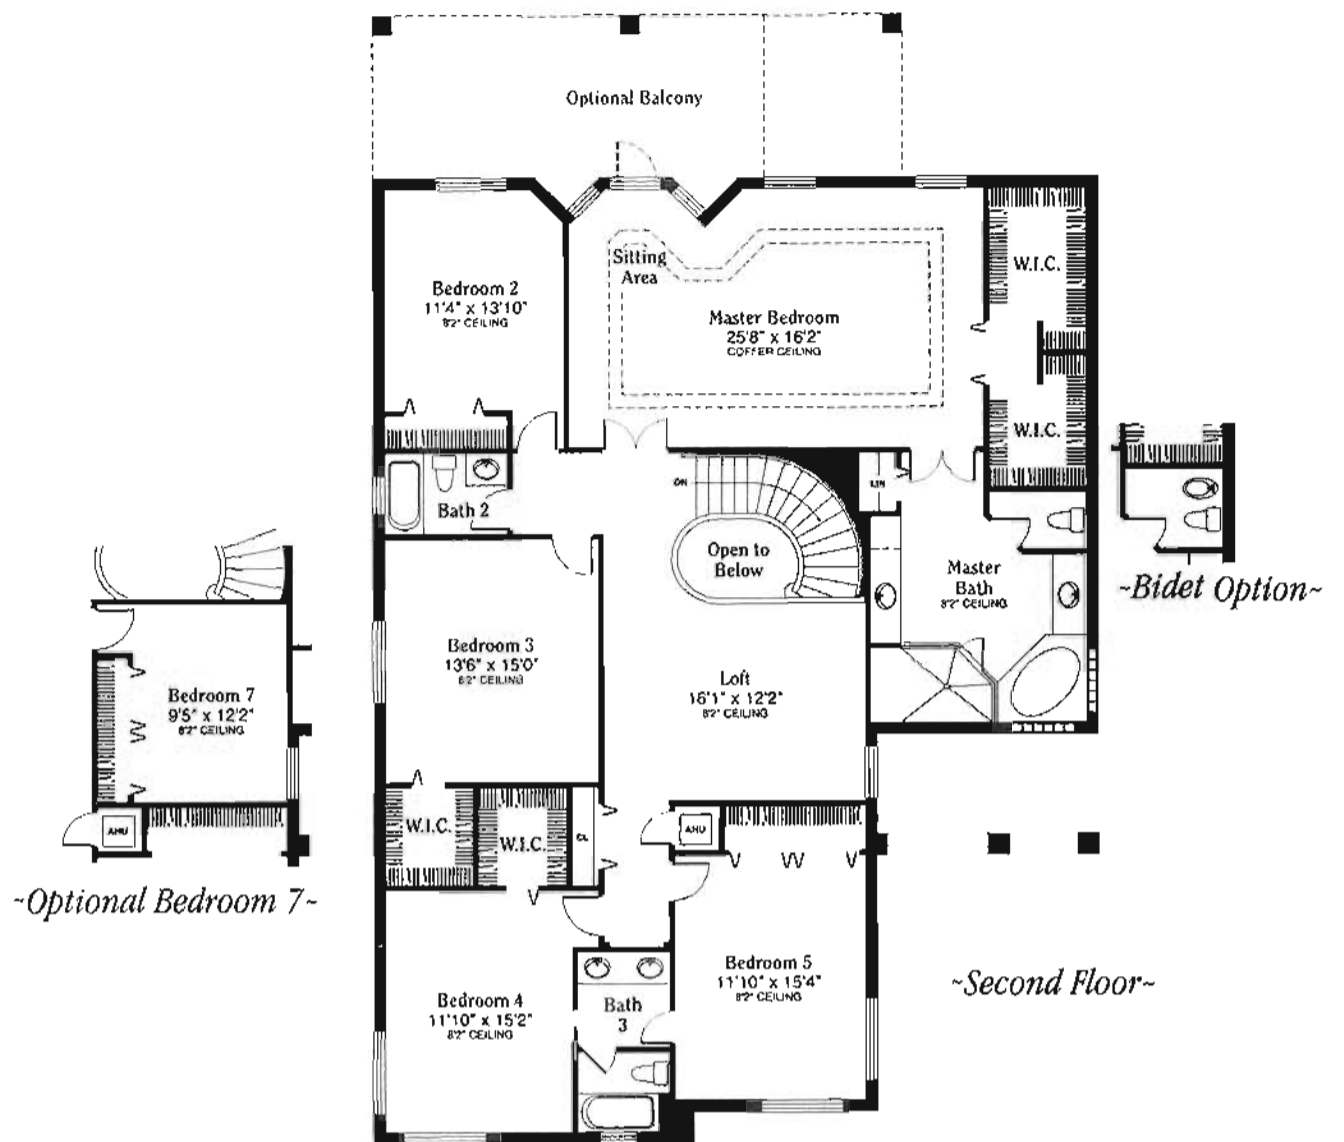 Optional Balcony
Sitting
Area
Bedroom 2
11'4" x 13'10"
8'2" CEILING
Master Bedroom
25'8" x 16'2"
COFFER CEILING
W.I.C.
W.I.C.
Bath 2
DN
LIN
Open to
Below
Master
Bath
8'2" CEILING
~Bidet Option~
Bedroom 3
13'6" x 15'0"
8'2" CEILING
Loft
16'1" x 12'2"
8'2" CEILING
Bedroom 7
9'5" x 12'2"
8'2" CEILING
AHU
~Optional Bedroom 7~
W.I.C.
W.I.C.
CL
AHU
Bedroom 4
11'10" x 15'2"
8'2" CEILING
Bath
3
Bedroom 5
11'10" x 15'4"
8'2" CEILING
~Second Floor~